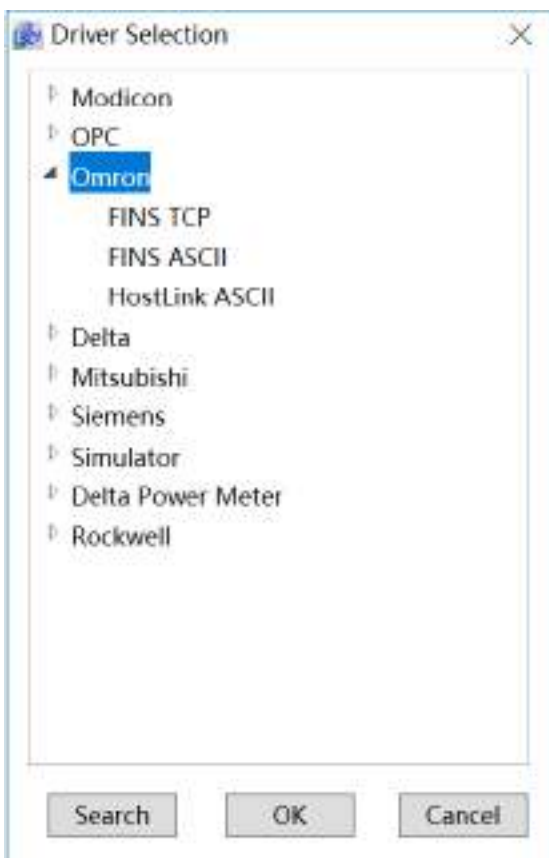 Driver Selection
Modicon
OPC
Omron
FINS TCP
FINS ASCII
HostLink ASCII
Delta
Mitsubishi
Siemens
Simulator
Delta Power Meter
Rockwell
Search OK Cancel